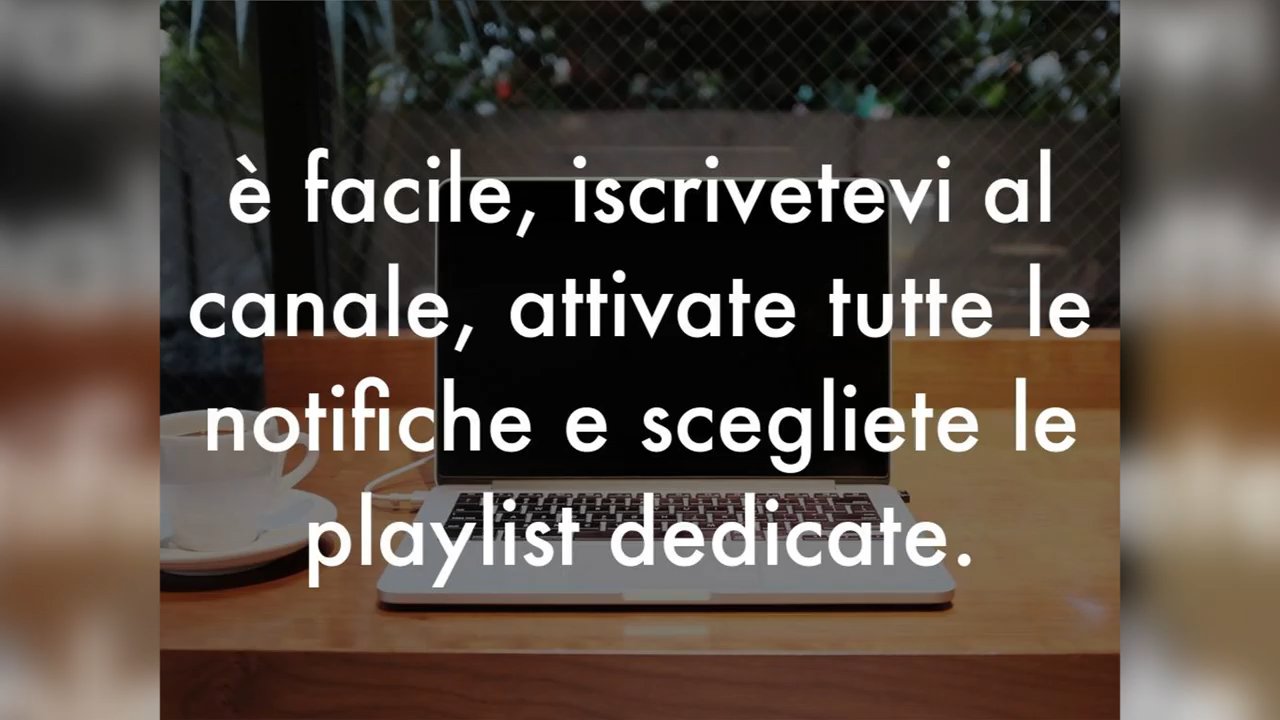 è facile, iscrivetevi al
canale, attivate tutte le
notifiche e scegliete le
playlist dedicate.